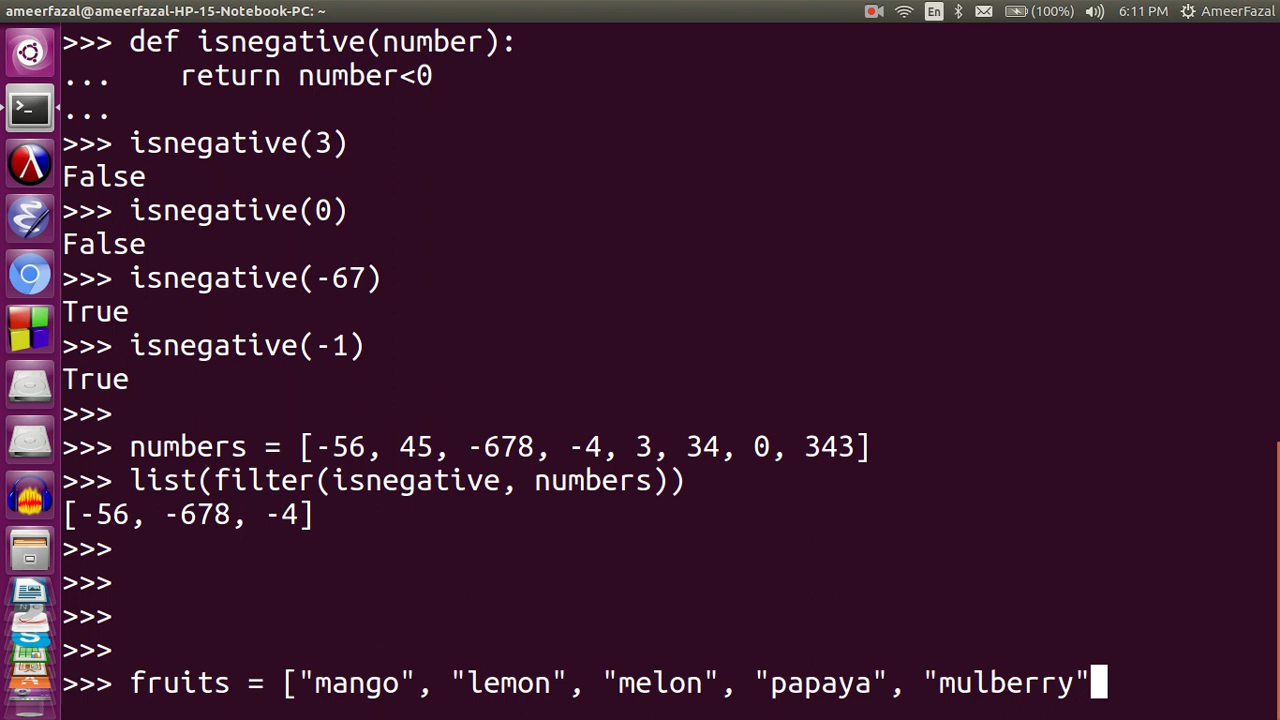 ameerfazal@ameerfazal-HP-15-Notebook-PC: ~ En (100%) 6:11 PM AmeerFazal
>>> def isnegative(number):
...    return number<0
...
>>> isnegative(3)
False
>>> isnegative(0)
False
>>> isnegative(-67)
True
>>> isnegative(-1)
True
>>>
>>> numbers = [-56, 45, -678, -4, 3, 34, 0, 343]
>>> list(filter(isnegative, numbers))
[-56, -678, -4]
>>>
>>>
>>>
>>>
>>> fruits = ["mango", "lemon", "melon", "papaya", "mulberry"